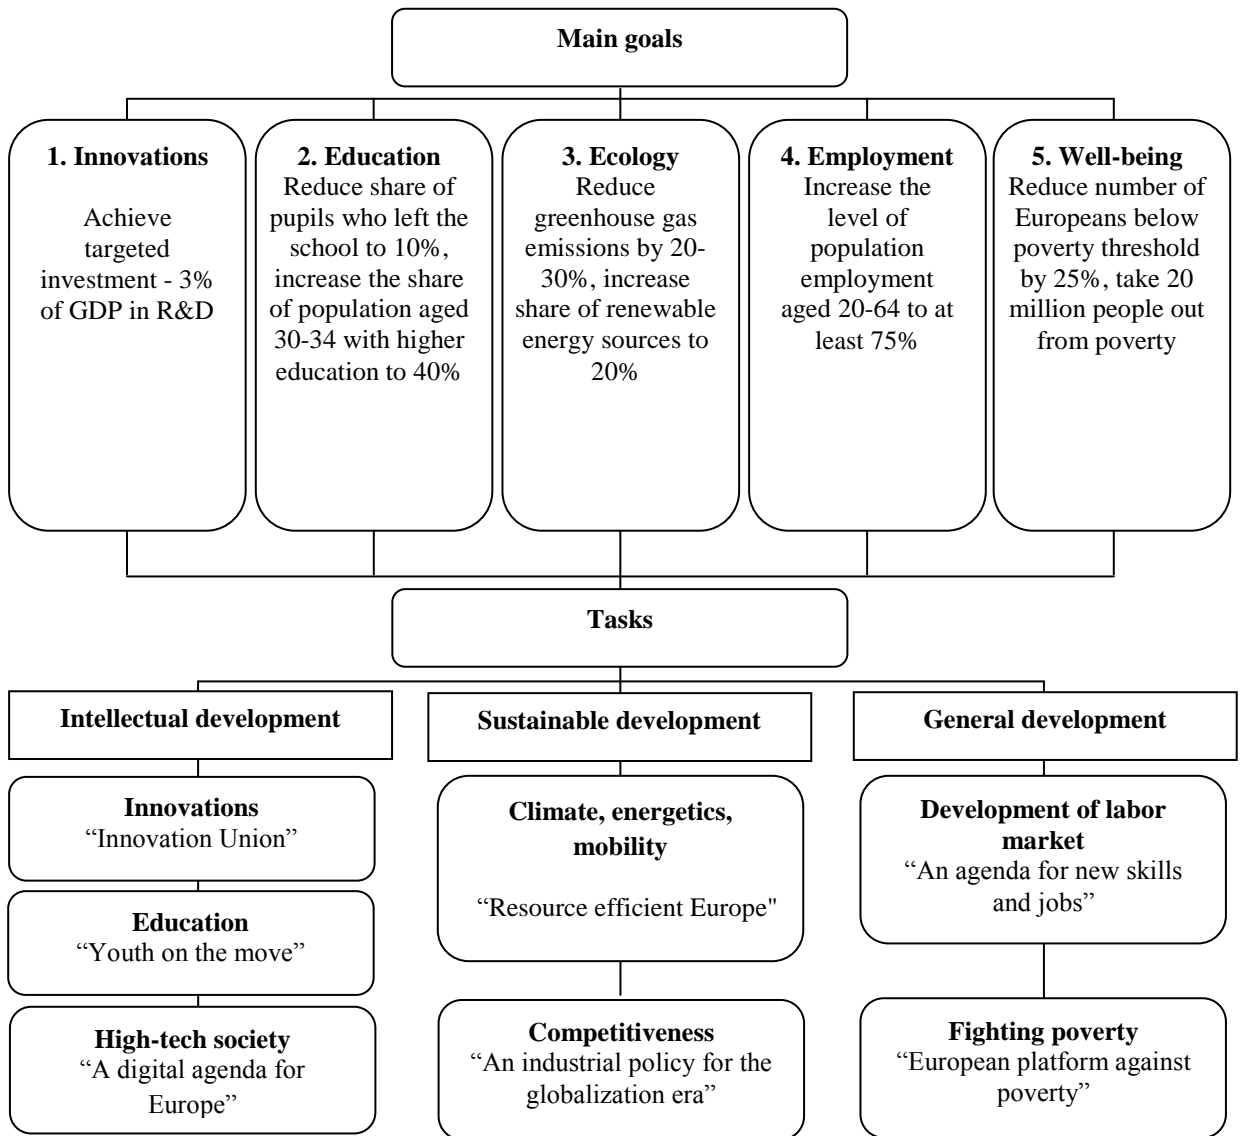 Main goals
1. Innovations
Achieve
targeted
investment - 3%
of GDP in R&D
2. Education
Reduce share of
pupils who left the
school to 10%,
increase the share
of population aged
30-34 with higher
education to 40%
3. Ecology
Reduce
greenhouse gas
emissions by 20-
30%, increase
share of renewable
energy sources to
20%
4. Employment
Increase the
level of
population
employment
aged 20-64 to at
least 75%
5. Well-being
Reduce number of
Europeans below
poverty threshold
by 25%, take 20
million people out
from poverty
Tasks
Intellectual development
Innovations
“Innovation Union”
Education
“Youth on the move”
High-tech society
“A digital agenda for
Europe”
Sustainable development
Climate, energetics,
mobility
“Resource efficient Europe"
Competitiveness
“An industrial policy for the
globalization era”
General development
Development of labor
market
“An agenda for new skills
and jobs”
Fighting poverty
“European platform against
poverty”